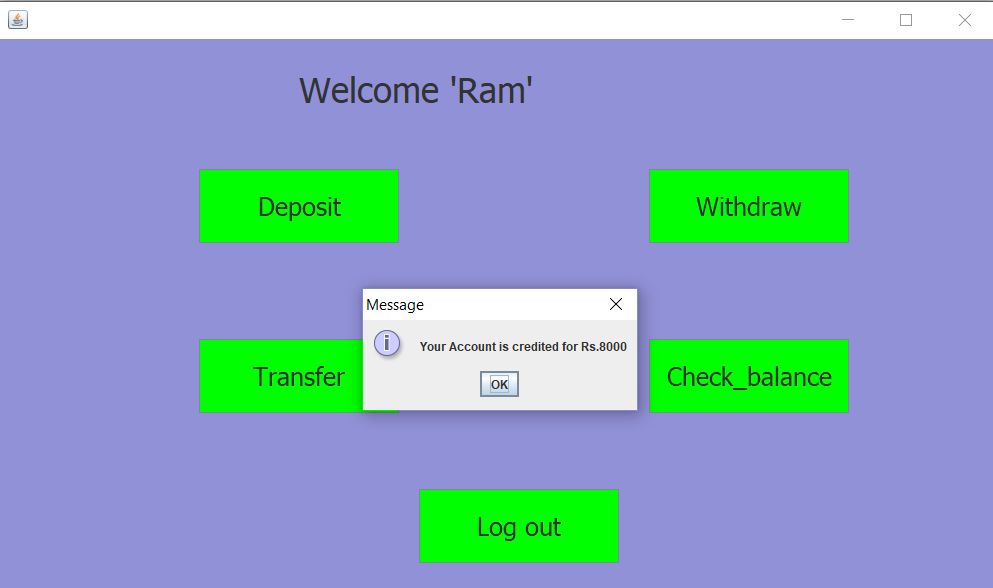 Welcome 'Ram'
Deposit
Withdraw
Message
Your Account is credited for Rs.8000
OK
Transfer
Check_balance
Log out